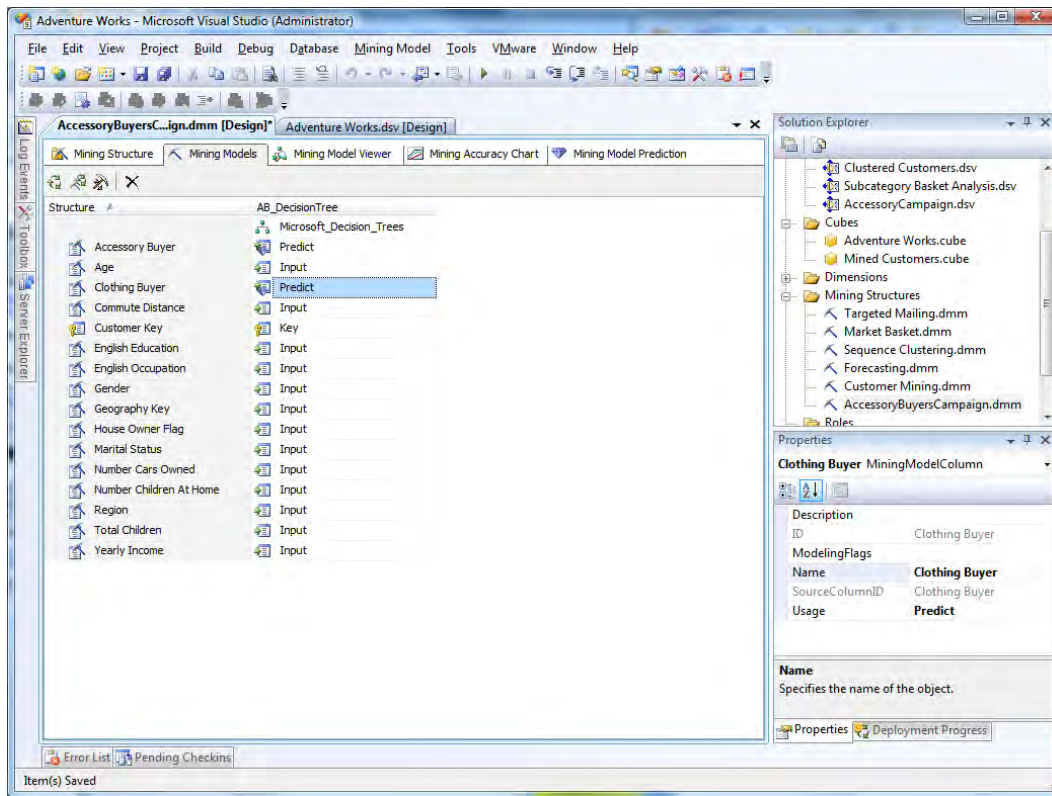 Adventure Works - Microsoft Visual Studio (Administrator)
File Edit View Project Build Debug Database Mining Model Tools VMware Window Help
AccessoryBuyersC...ign.dmm [Design]* Adventure Works.dsv [Design]
Mining Structure Mining Models Mining Model Viewer Mining Accuracy Chart Mining Model Prediction
Log Events
Toolbox
Server Explorer
Structure AB_DecisionTree
Microsoft_Decision_Trees
Accessory Buyer Predict
Age Input
Clothing Buyer Predict
Commute Distance Input
Customer Key Key
English Education Input
English Occupation Input
Gender Input
Geography Key Input
House Owner Flag Input
Marital Status Input
Number Cars Owned Input
Number Children At Home Input
Region Input
Total Children Input
Yearly Income Input
Solution Explorer
Clustered Customers.dsv
Subcategory Basket Analysis.dsv
AccessoryCampaign.dsv
Cubes
Adventure Works.cube
Mined Customers.cube
Dimensions
Mining Structures
Targeted Mailing.dmm
Market Basket.dmm
Sequence Clustering.dmm
Forecasting.dmm
Customer Mining.dmm
AccessoryBuyersCampaign.dmm
Roles
Properties
Clothing Buyer MiningModelColumn
Description
ID Clothing Buyer
ModelingFlags
Name Clothing Buyer
SourceColumnID Clothing Buyer
Usage Predict
Name
Specifies the name of the object.
Properties Deployment Progress
Error List Pending Checkins
Item(s) Saved